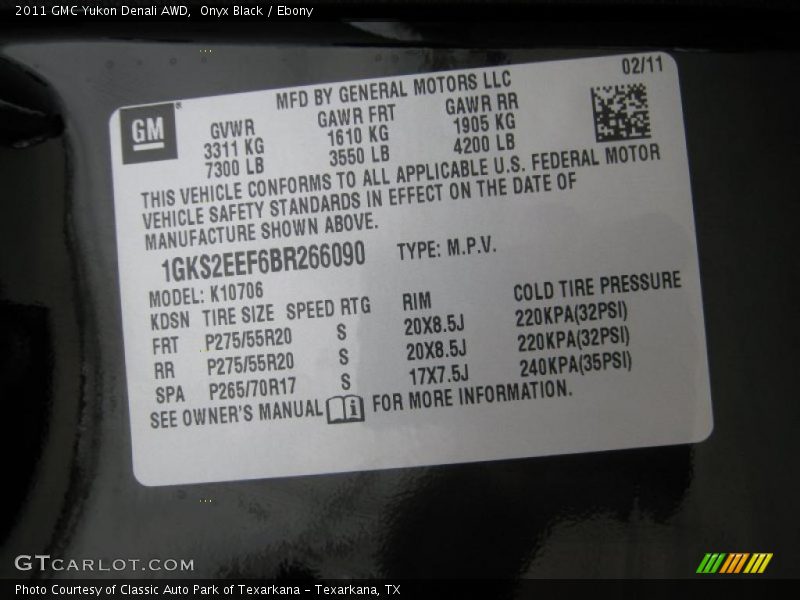 2011 GMC Yukon Denali AWD,  Onyx Black / Ebony
02/11
MFD BY GENERAL MOTORS LLC
GM
GVWR GAWR FRT GAWR RR
3311 KG 1610 KG 1905 KG
7300 LB 3550 LB 4200 LB
THIS VEHICLE CONFORMS TO ALL APPLICABLE U.S. FEDERAL MOTOR
VEHICLE SAFETY STANDARDS IN EFFECT ON THE DATE OF
MANUFACTURE SHOWN ABOVE.
1GKS2EEF6BR266090 TYPE: M.P.V.
MODEL: K10706
KDSN TIRE SIZE SPEED RTG RIM COLD TIRE PRESSURE
FRT P275/55R20 S 20X8.5J 220KPA(32PSI)
RR P275/55R20 S 20X8.5J 220KPA(32PSI)
SPA P265/70R17 S 17X7.5J 240KPA(35PSI)
SEE OWNER'S MANUAL FOR MORE INFORMATION.
GTCARLOT.COM
Photo Courtesy of Classic Auto Park of Texarkana – Texarkana, TX